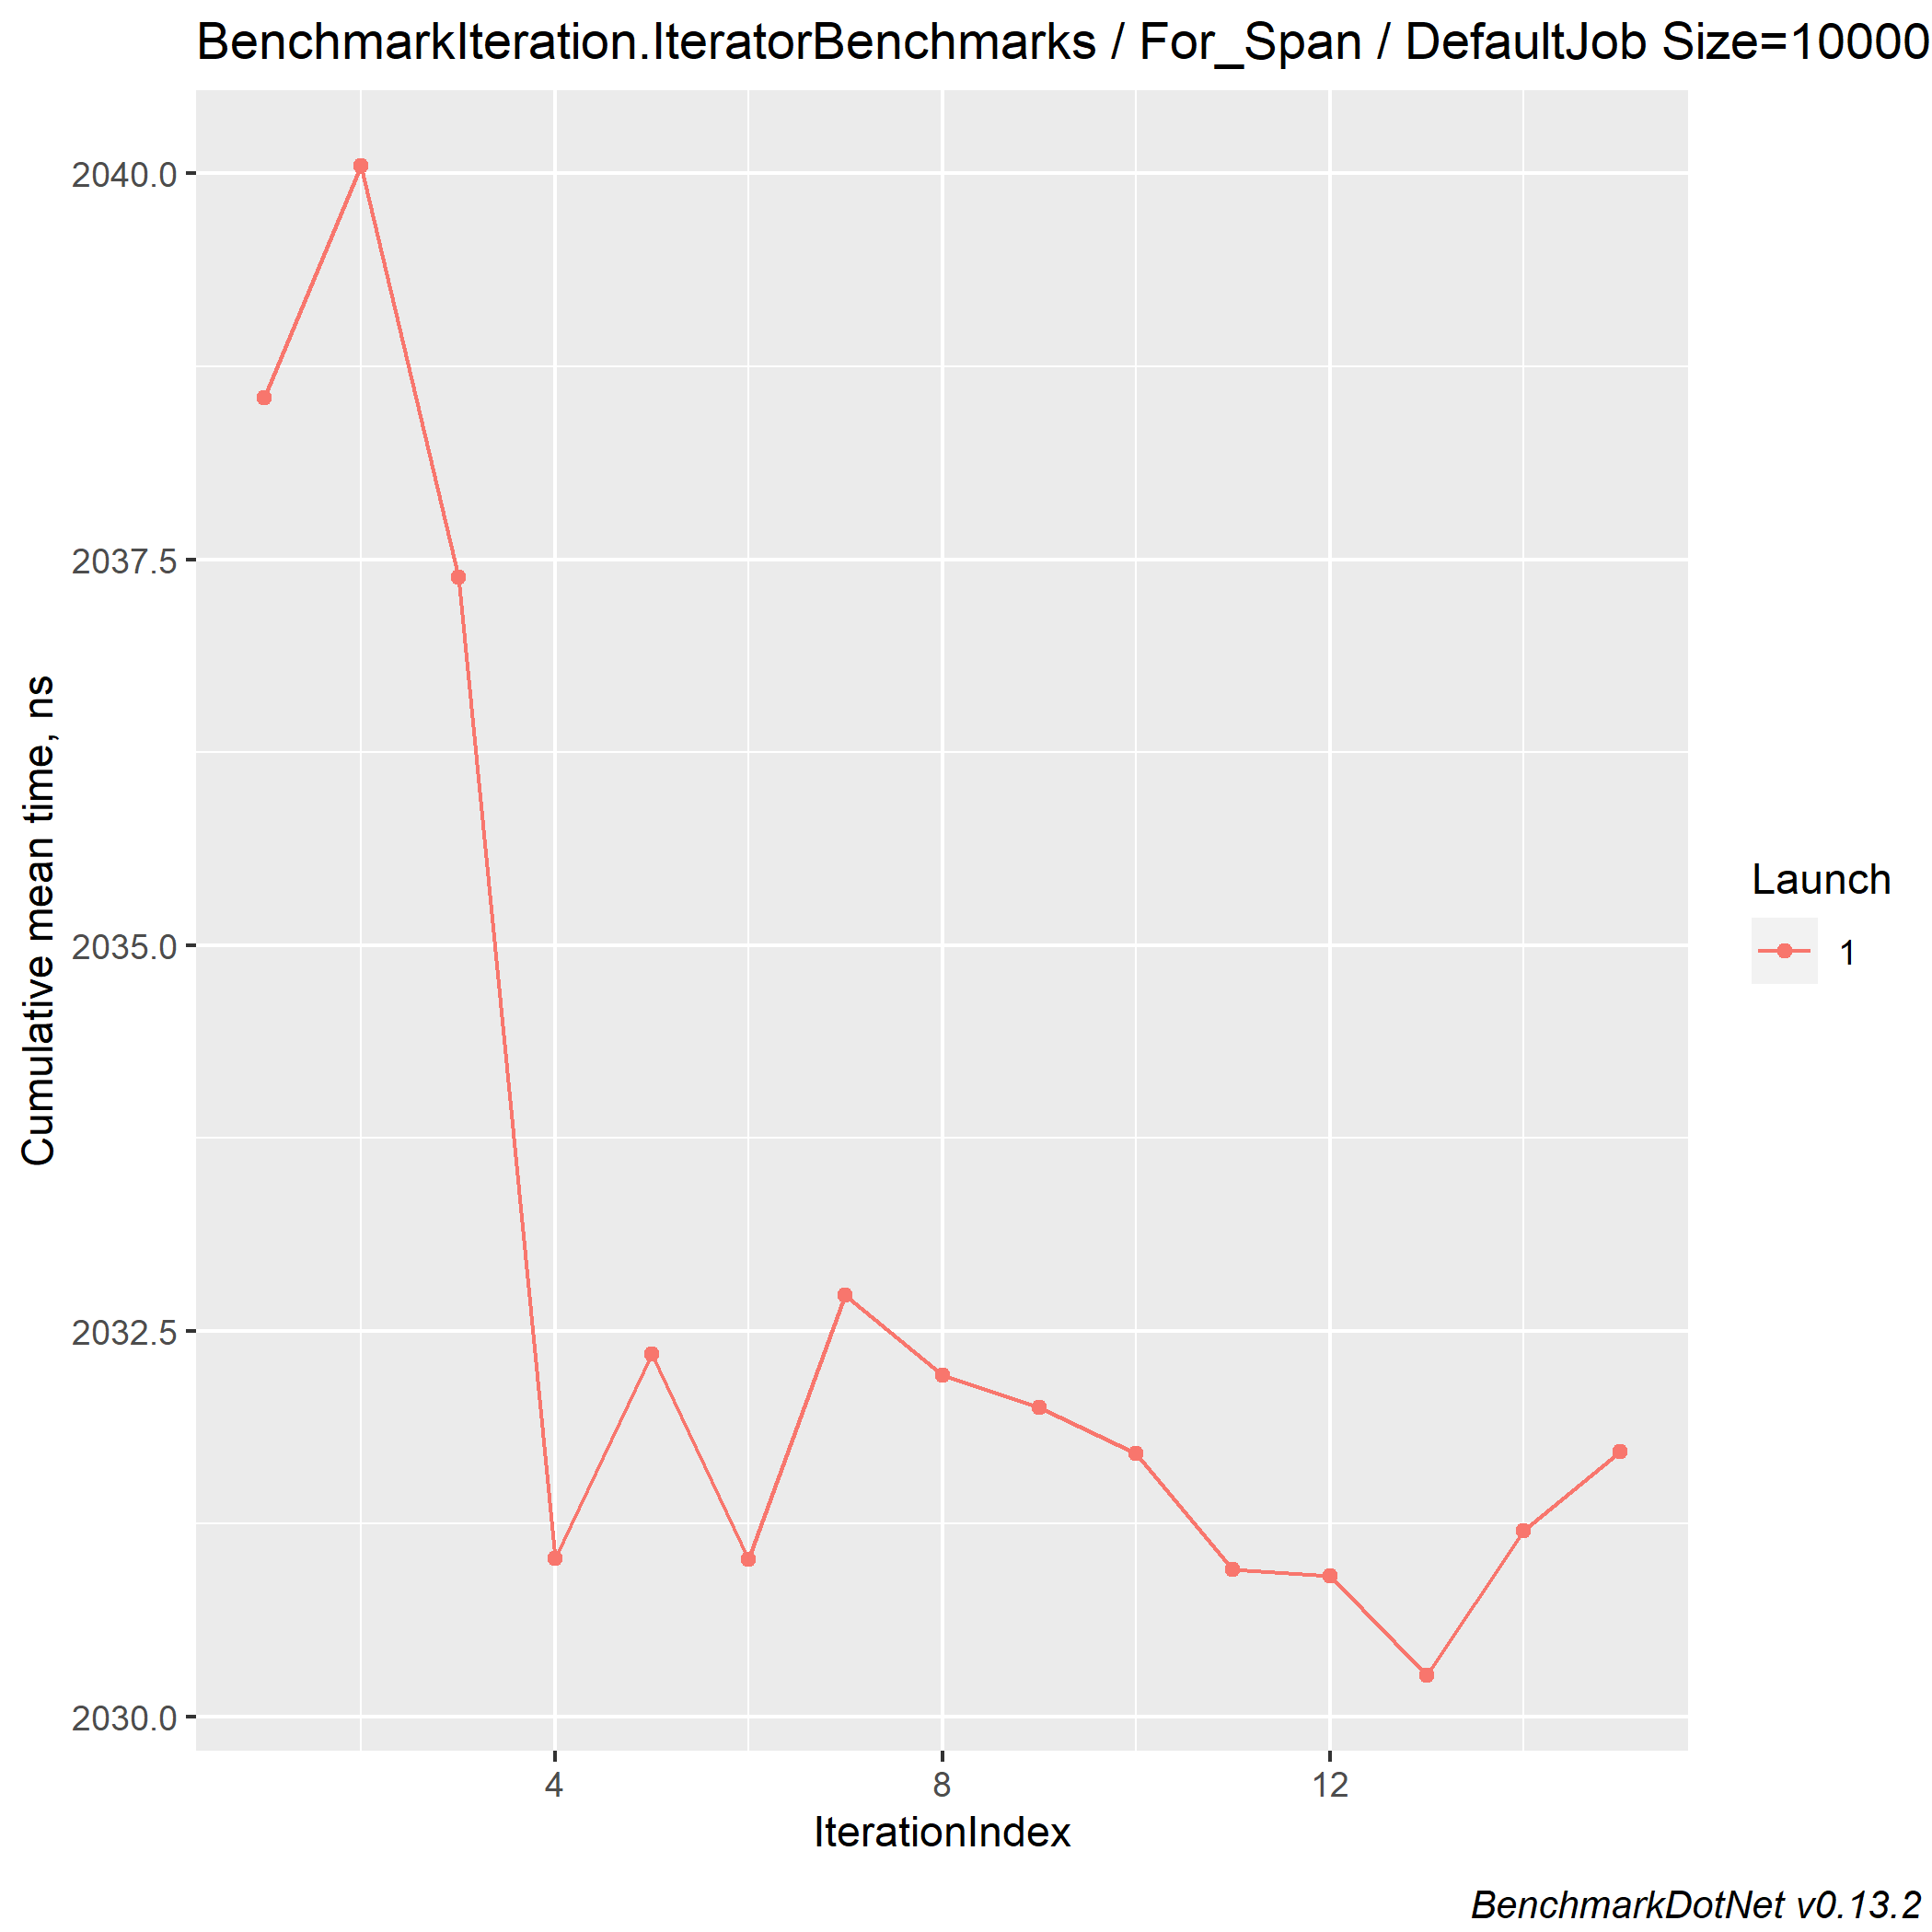 BenchmarkIteration.IteratorBenchmarks / For_Span / DefaultJob Size=10000
2040.0
2037.5
2035.0
2032.5
2030.0
Cumulative mean time, ns
4 8 12
IterationIndex
Launch
1
BenchmarkDotNet v0.13.2